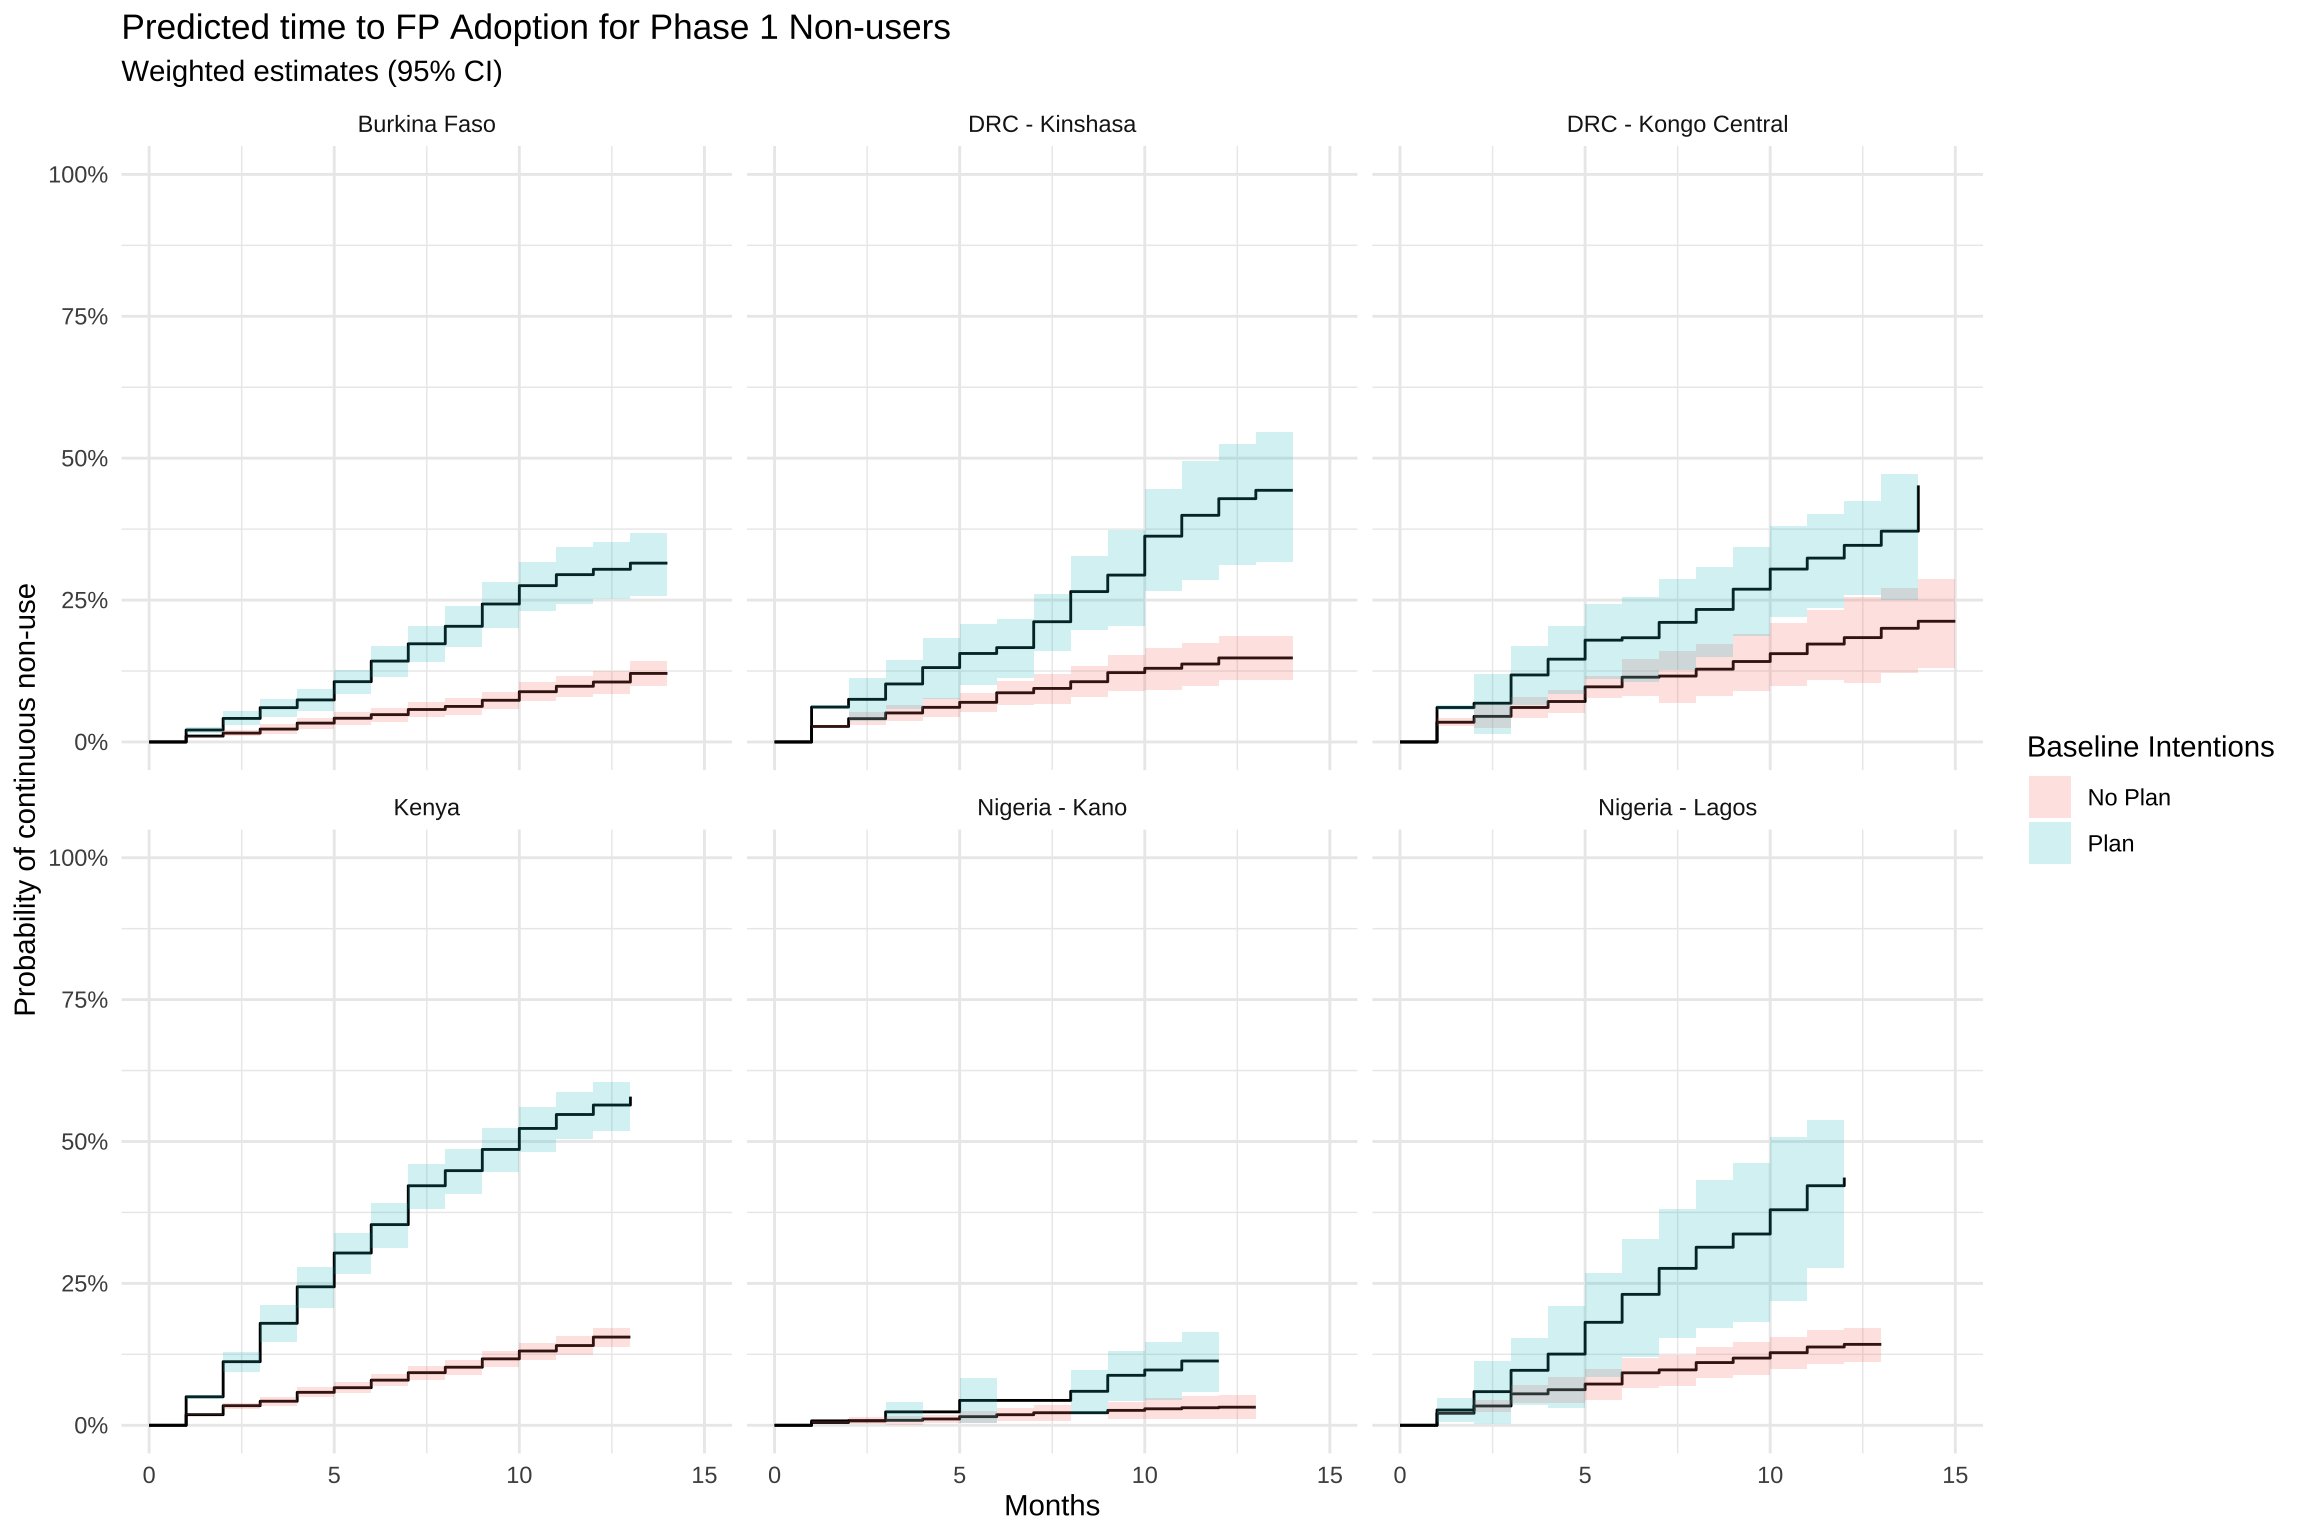 Predicted time to FP Adoption for Phase 1 Non-users
Weighted estimates (95% CI)
Burkina Faso
DRC - Kinshasa
DRC - Kongo Central
100%
75%
50%
25%
0%
Probability of continuous non-use
Kenya
Nigeria - Kano
Nigeria - Lagos
100%
75%
50%
25%
0%
0 5 10 15
0 5 10 15
0 5 10 15
Months
Baseline Intentions
No Plan
Plan